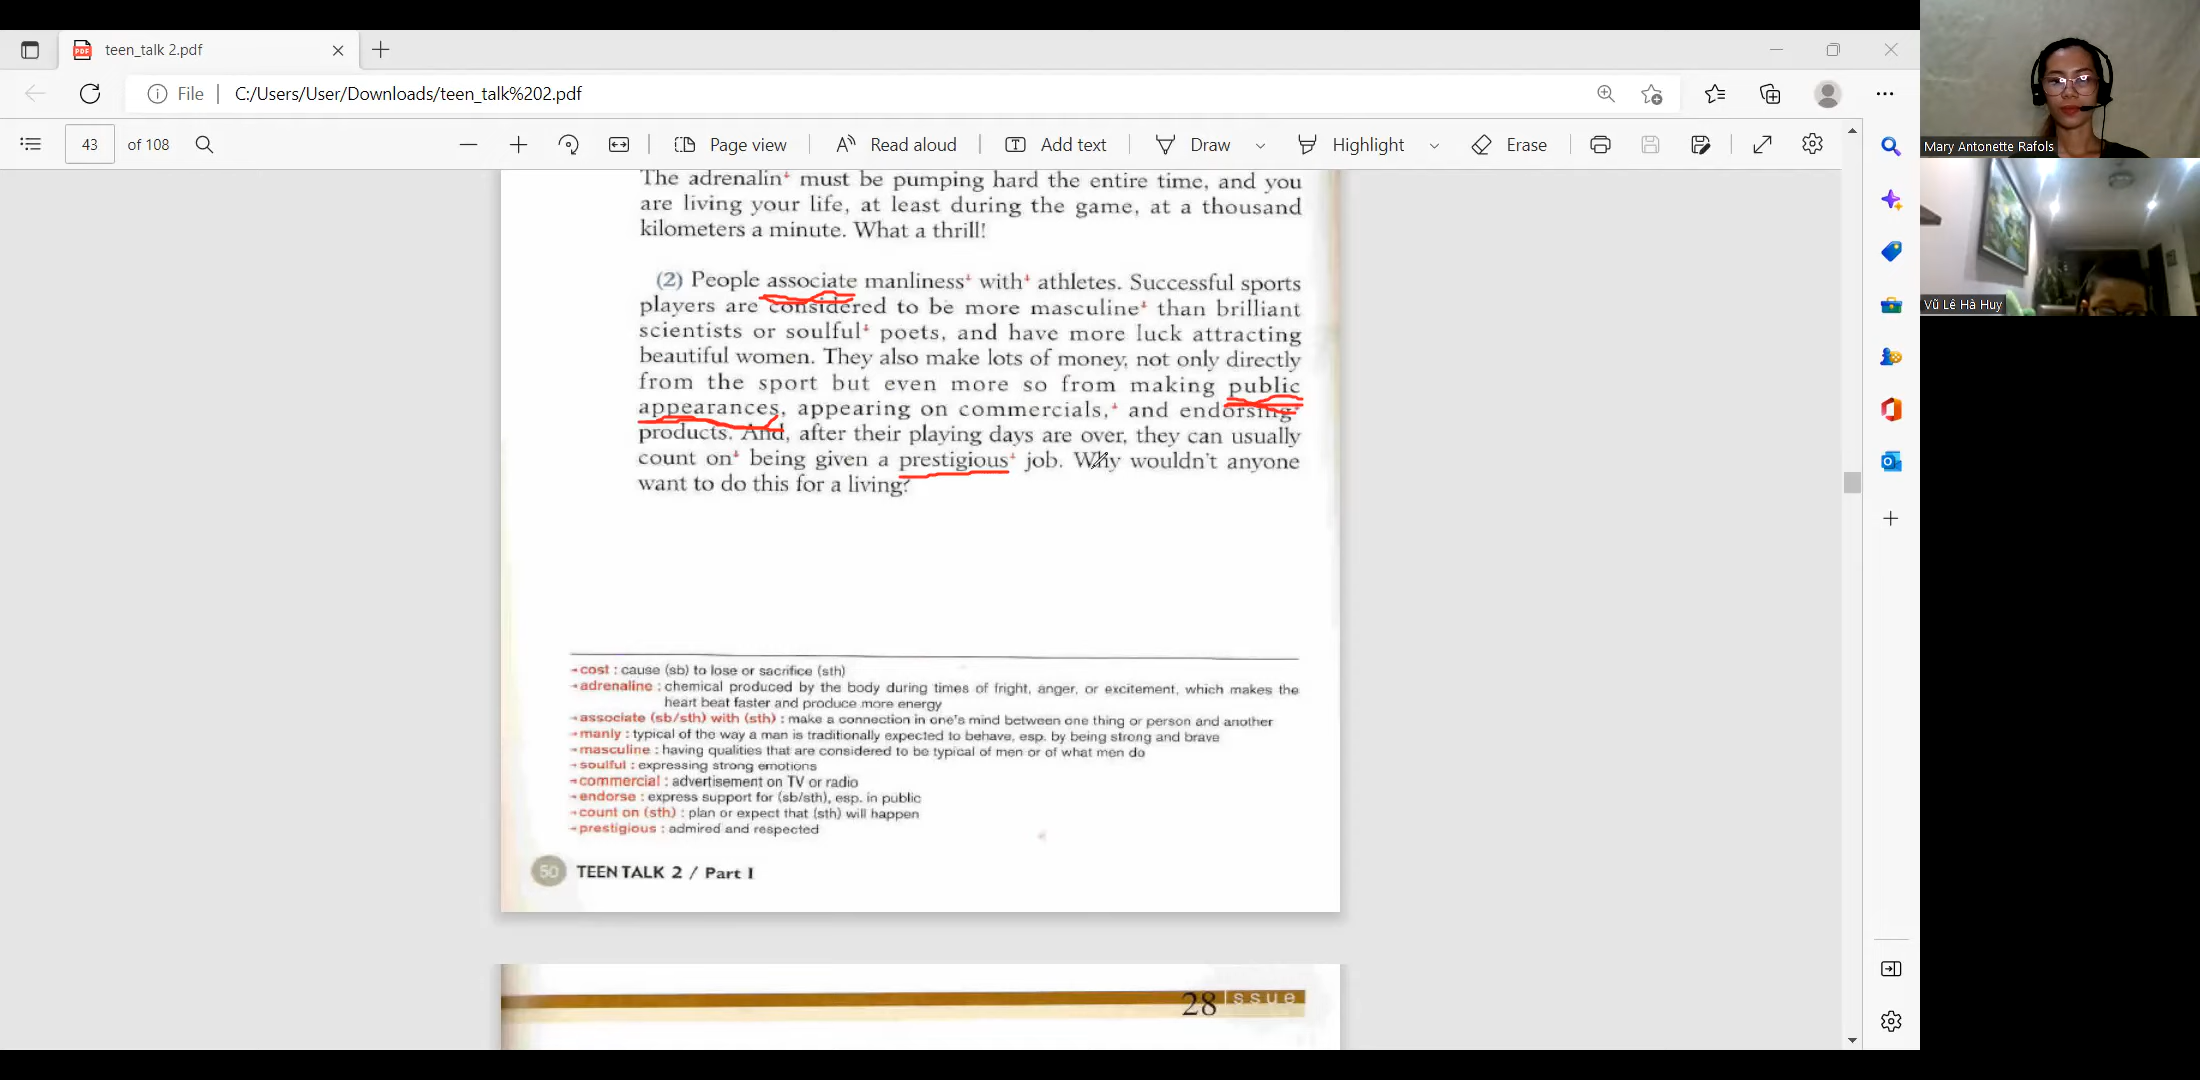 teen_talk 2.pdf
File
C:/Users/User/Downloads/teen_talk%202.pdf
43 of 108
Page view
Read aloud
Add text
Draw
Highlight
Erase
The adrenalin⁺ must be pumping hard the entire time, and you
are living your life, at least during the game, at a thousand
kilometers a minute. What a thrill!
(2) People associate manliness⁺ with⁺ athletes. Successful sports
players are considered to be more masculine⁺ than brilliant
scientists or soulful⁺ poets, and have more luck attracting
beautiful women. They also make lots of money, not only directly
from the sport but even more so from making public
appearances, appearing on commercials,⁺ and endorsing⁺
products. And, after their playing days are over, they can usually
count on⁺ being given a prestigious⁺ job. Why wouldn't anyone
want to do this for a living?
→cost : cause (sb) to lose or sacrifice (sth)
→adrenaline : chemical produced by the body during times of fright, anger, or excitement, which makes the
heart beat faster and produce more energy
→associate (sb/sth) with (sth) : make a connection in one's mind between one thing or person and another
→manly : typical of the way a man is traditionally expected to behave, esp. by being strong and brave
→masculine : having qualities that are considered to be typical of men or of what men do
→soulful : expressing strong emotions
→commercial : advertisement on TV or radio
→endorse : express support for (sb/sth), esp. in public
→count on (sth) : plan or expect that (sth) will happen
→prestigious : admired and respected
50 TEEN TALK 2 / Part I
28 Issue
Mary Antonette Rafols
Vũ Lê Hà Huy